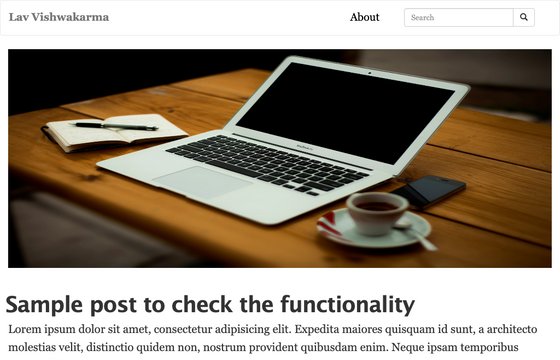 Lav Vishwakarma
About
Search
Sample post to check the functionality
Lorem ipsum dolor sit amet, consectetur adipisicing elit. Expedita maiores quisquam id sunt, a architecto
molestias velit, distinctio quidem non, nostrum provident quibusdam enim. Neque ipsam temporibus